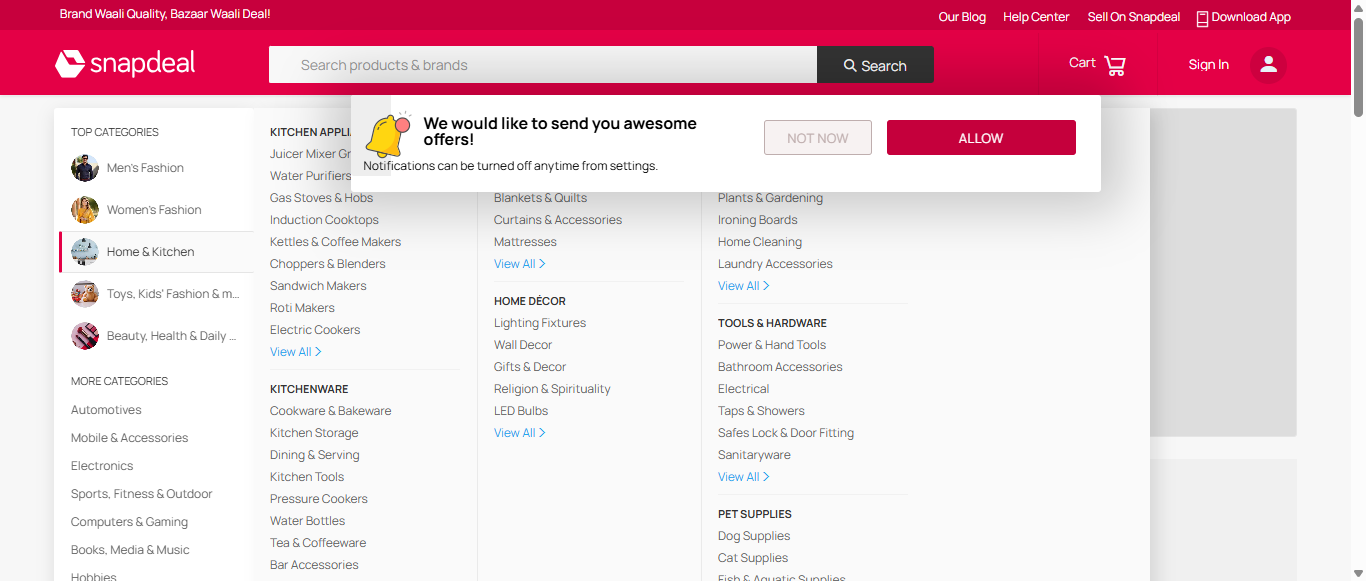 Brand Waali Quality, Bazaar Waali Deal!
Our Blog
Help Center
Sell On Snapdeal
Download App
snapdeal
Search products & brands
Search
Cart
Sign In
We would like to send you awesome
offers!
Notifications can be turned off anytime from settings.
NOT NOW
ALLOW
TOP CATEGORIES
Men's Fashion
Women's Fashion
Home & Kitchen
Toys, Kids' Fashion & m...
Beauty, Health & Daily ...
MORE CATEGORIES
Automotives
Mobile & Accessories
Electronics
Sports, Fitness & Outdoor
Computers & Gaming
Books, Media & Music
Hobbies
KITCHEN APPLI
Juicer Mixer Gr
Water Purifiers
Gas Stoves & Hobs
Induction Cooktops
Kettles & Coffee Makers
Choppers & Blenders
Sandwich Makers
Roti Makers
Electric Cookers
View All
KITCHENWARE
Cookware & Bakeware
Kitchen Storage
Dining & Serving
Kitchen Tools
Pressure Cookers
Water Bottles
Tea & Coffeeware
Bar Accessories
Blankets & Quilts
Curtains & Accessories
Mattresses
View All
HOME DÉCOR
Lighting Fixtures
Wall Decor
Gifts & Decor
Religion & Spirituality
LED Bulbs
View All
Plants & Gardening
Ironing Boards
Home Cleaning
Laundry Accessories
View All
TOOLS & HARDWARE
Power & Hand Tools
Bathroom Accessories
Electrical
Taps & Showers
Safes Lock & Door Fitting
Sanitaryware
View All
PET SUPPLIES
Dog Supplies
Cat Supplies
Fish & Aquatic Supplies